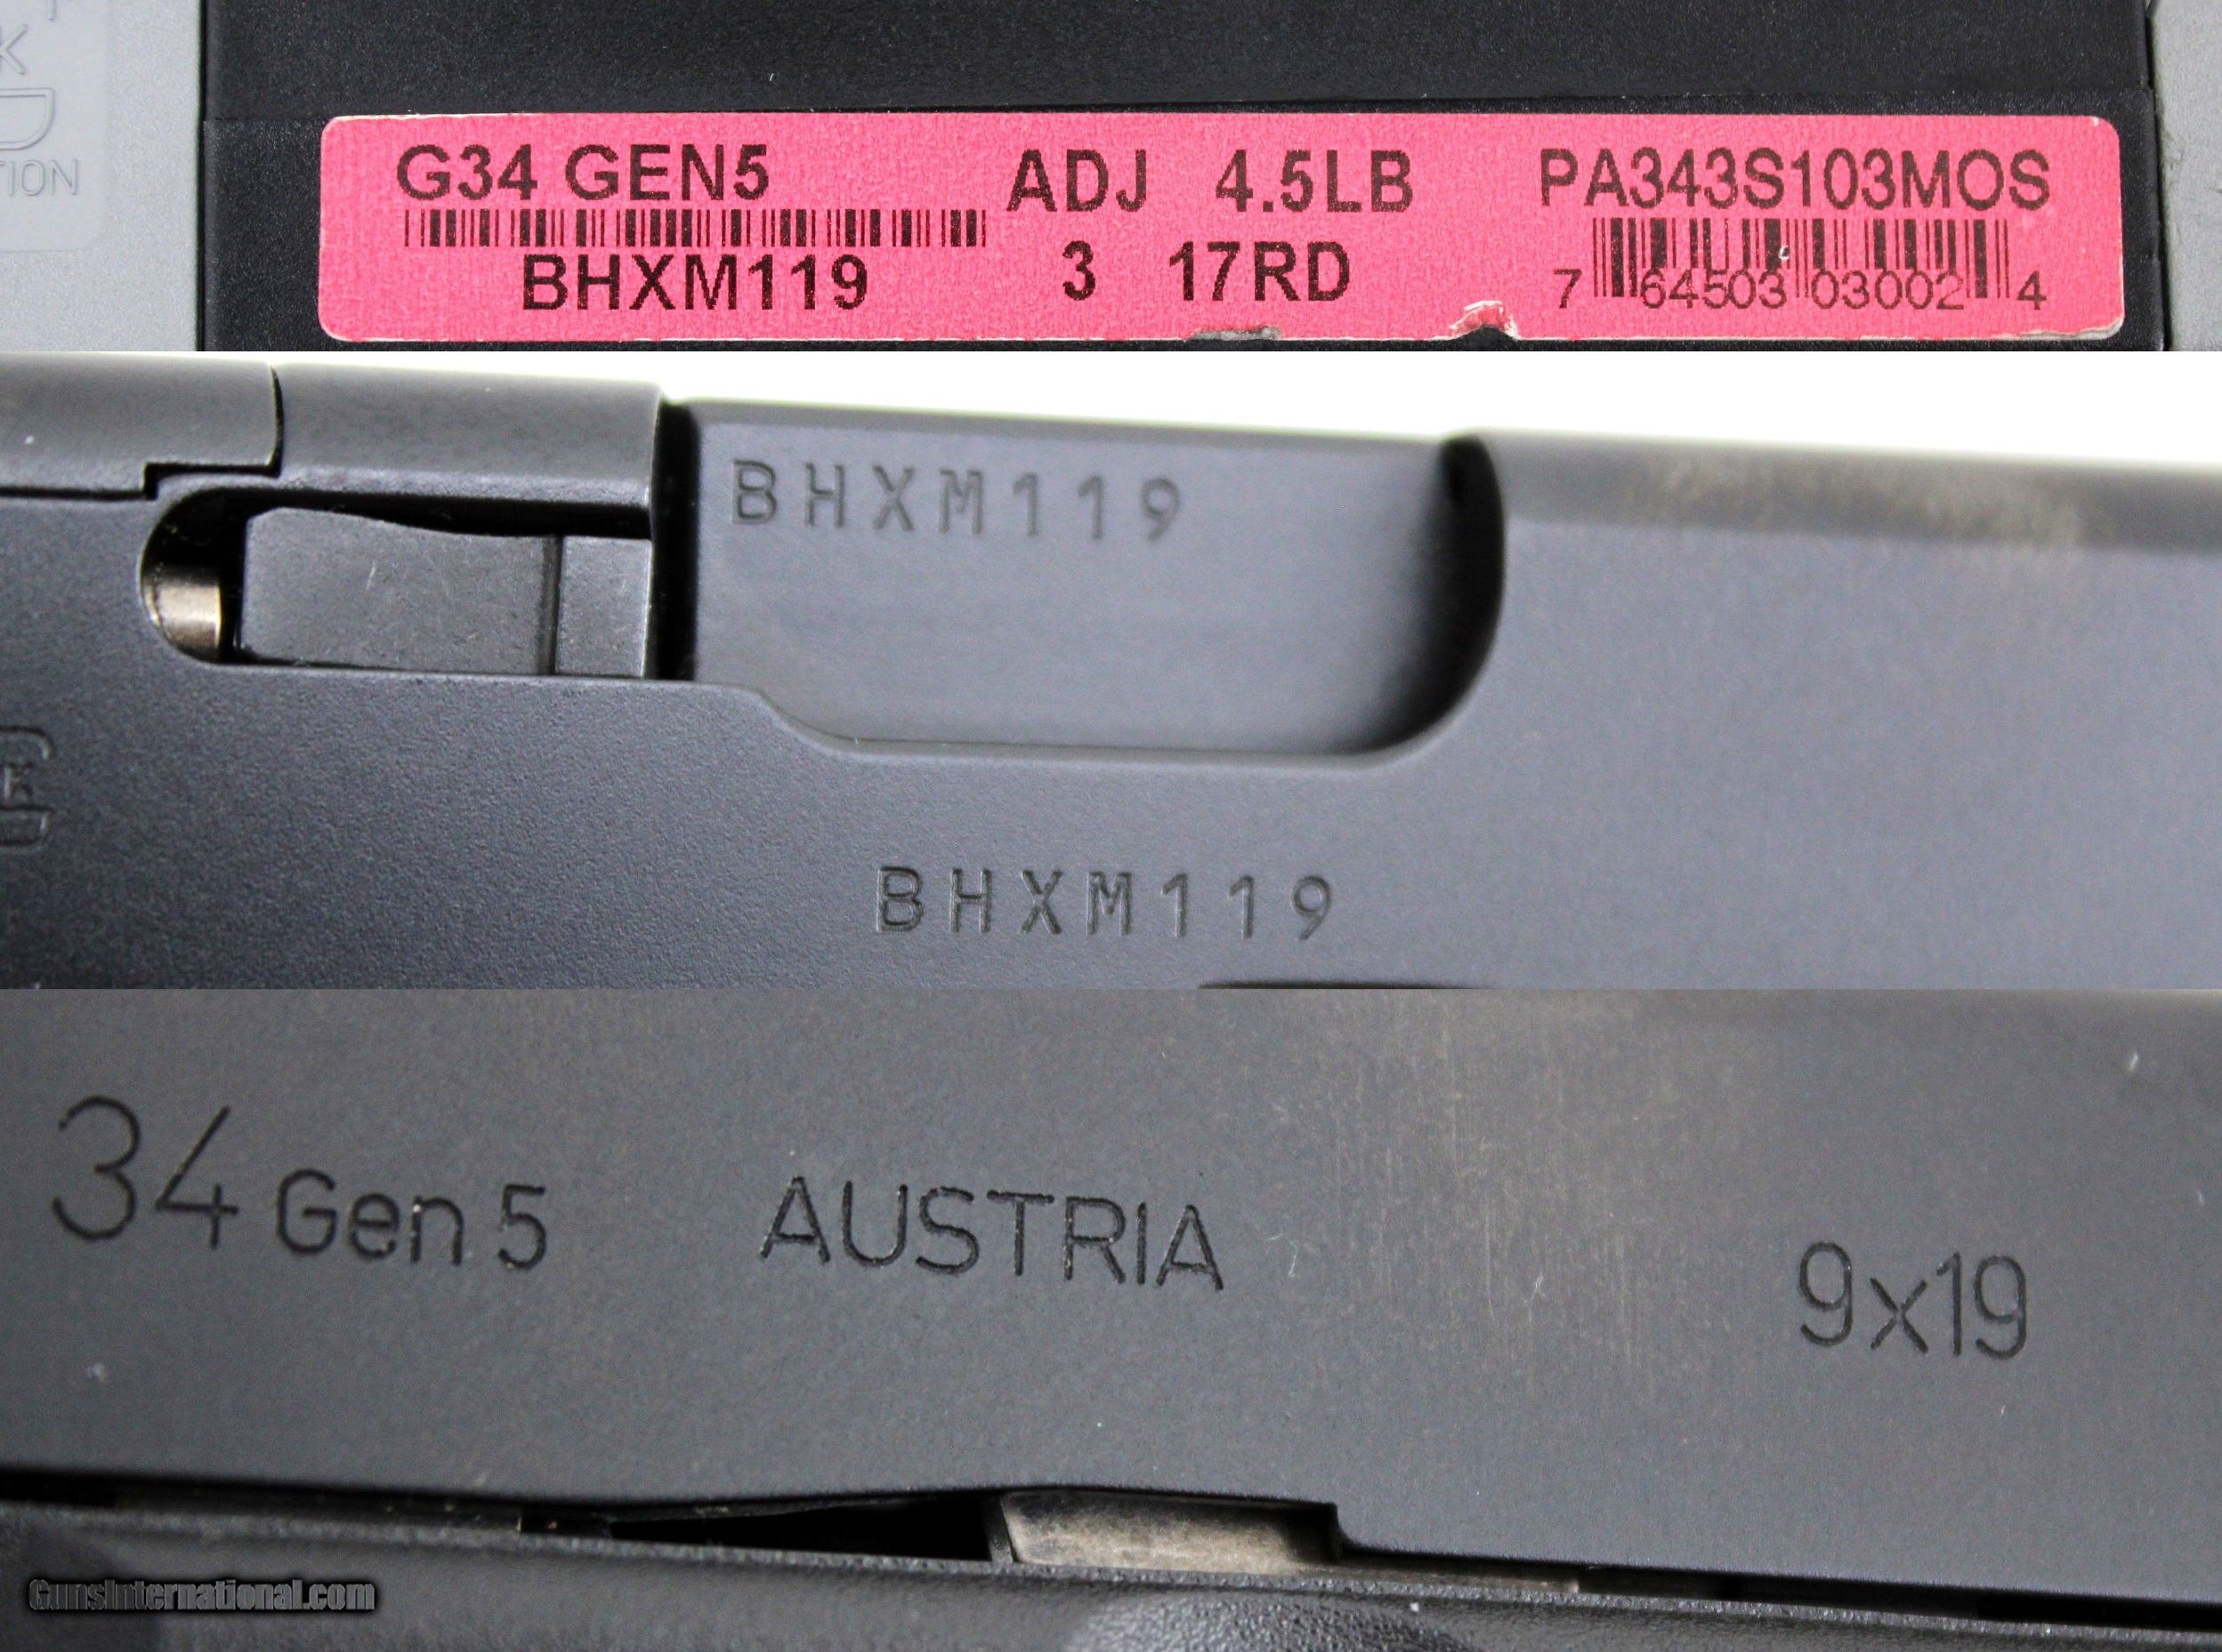 K
TION
G34 GEN5 ADJ 4.5LB PA343S103MOS
BHXM119 3 17RD 7 64503 03002 4
BHXM119
BHXM119
34 Gen 5 AUSTRIA 9x19
GunsInternational.com